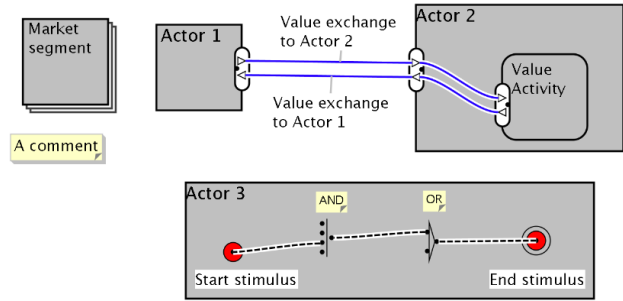 Market
segment
Actor 1
Value exchange
to Actor 2
Actor 2
Value
Activity
Value exchange
to Actor 1
A comment
Actor 3
AND
OR
Start stimulus
End stimulus